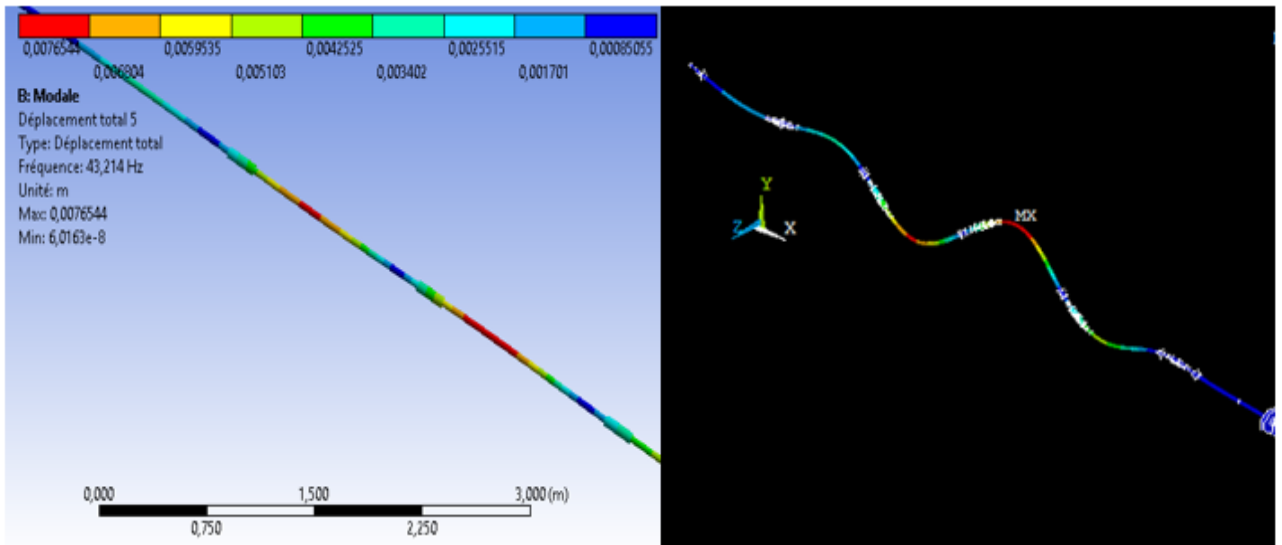 0,0076544 0,0059535 0,0042525 0,0025515 0,00085055
0,006804 0,005103 0,003402 0,001701
B: Modale
Déplacement total 5
Type: Déplacement total
Fréquence: 43,214 Hz
Unité: m
Max: 0,0076544
Min: 6,0163e-8
0,000 1,500 3,000 (m)
0,750 2,250
Y
Z X
MX